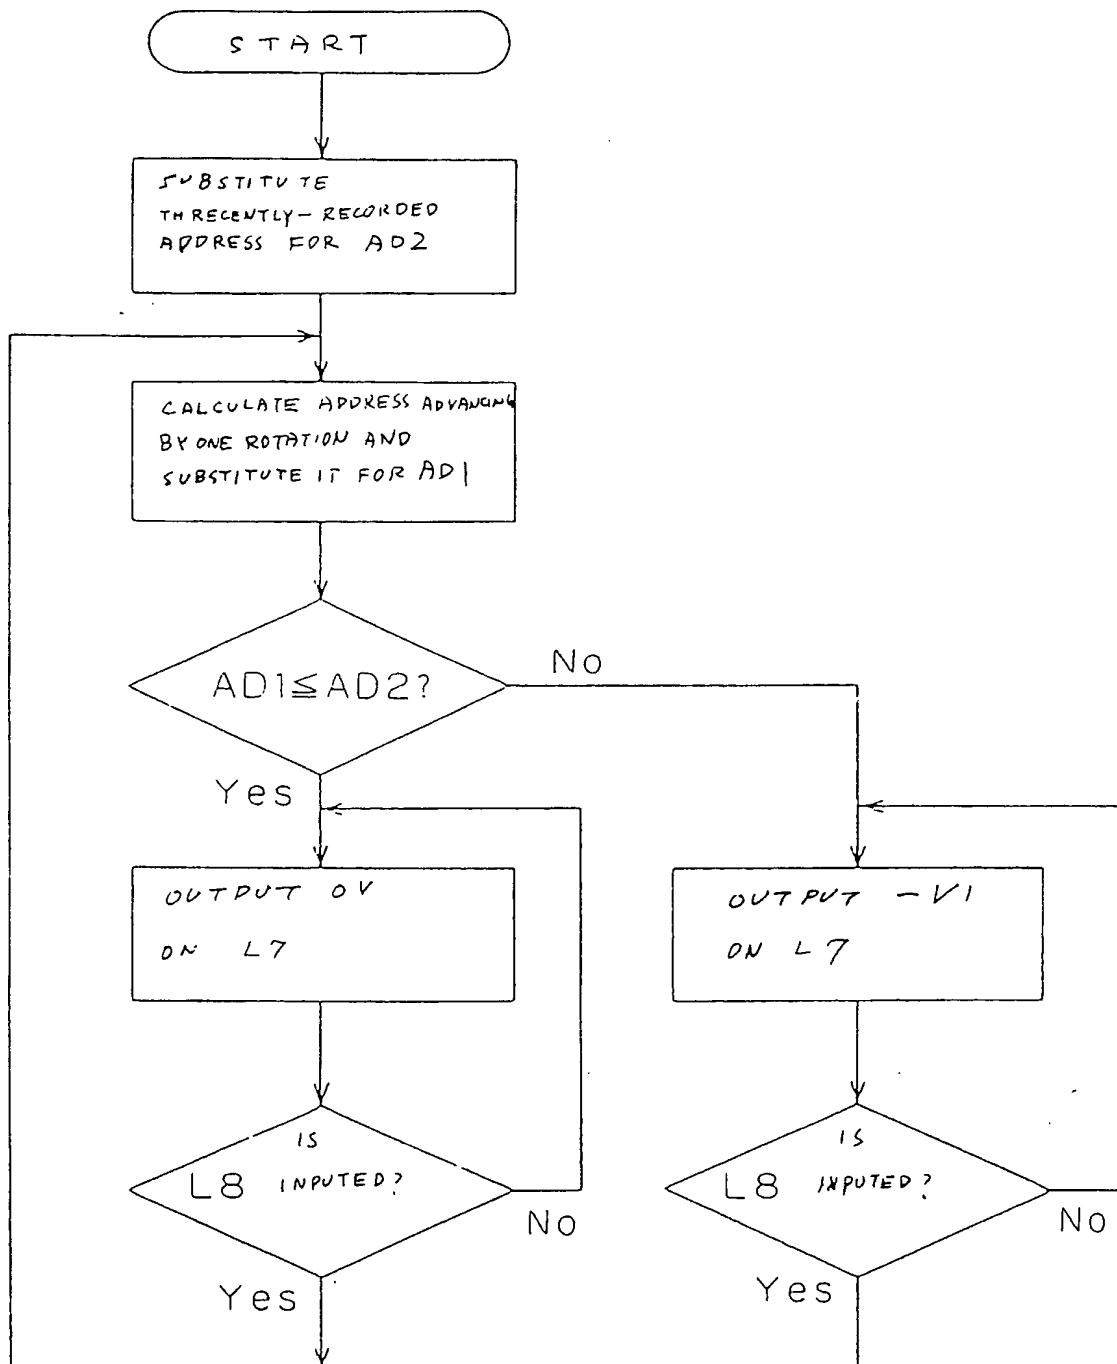 START
SUBSTITUTE
THRECENTLY-RECORDED
ADDRESS FOR AD2
CALCULATE ADDRESS ADVANCING
BY ONE ROTATION AND
SUBSTITUTE IT FOR AD1
AD1≦AD2?
No
Yes
OUTPUT 0V
ON L7
OUTPUT -V1
ON L7
IS
L8 INPUTED?
No
Yes
IS
L8 INPUTED?
No
Yes